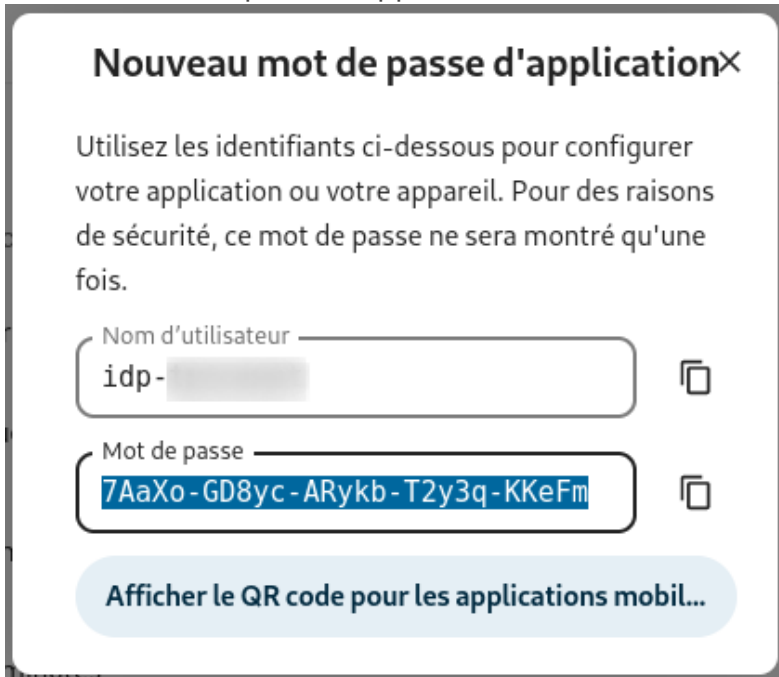 Nouveau mot de passe d'application
Utilisez les identifiants ci-dessous pour configurer
votre application ou votre appareil. Pour des raisons
de sécurité, ce mot de passe ne sera montré qu'une
fois.
Nom d’utilisateur
idp-
Mot de passe
7AaXo-GD8yc-ARykb-T2y3q-KKeFm
Afficher le QR code pour les applications mobil...